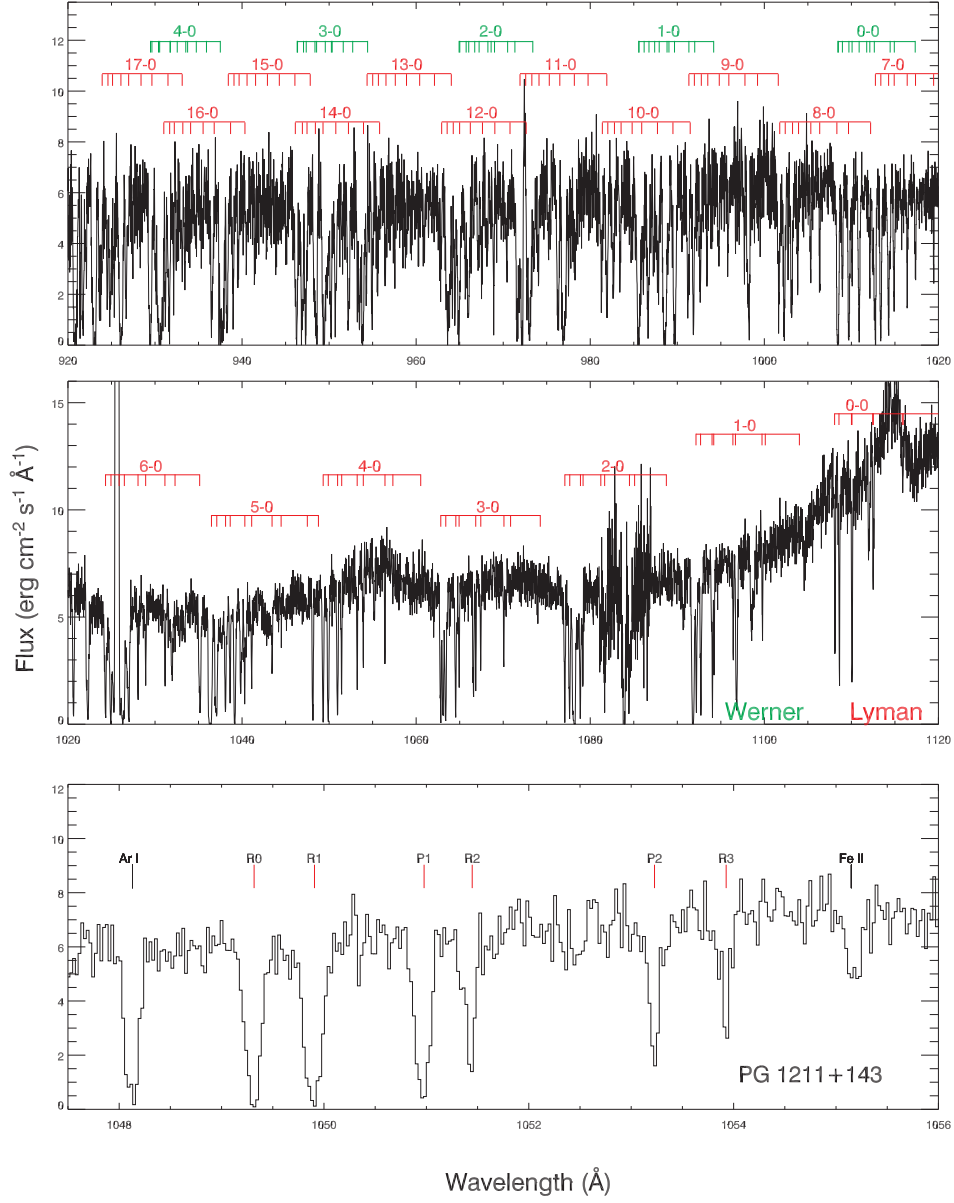 4-0 3-0 2-0 1-0 0-0
17-0 15-0 13-0 11-0 9-0 7-0
16-0 14-0 12-0 10-0 8-0
12
10
8
6
4
2
0
920 940 960 980 1000 1020
15
10
5
0
0-0
1-0
6-0 4-0 2-0
5-0 3-0
Werner Lyman
1020 1040 1060 1080 1100 1120
Flux (erg cm-2 s-1 Å-1)
12
10
8
6
4
2
0
Ar I R0 R1 P1 R2 P2 R3 Fe II
PG 1211+143
1048 1050 1052 1054 1056
Wavelength (Å)